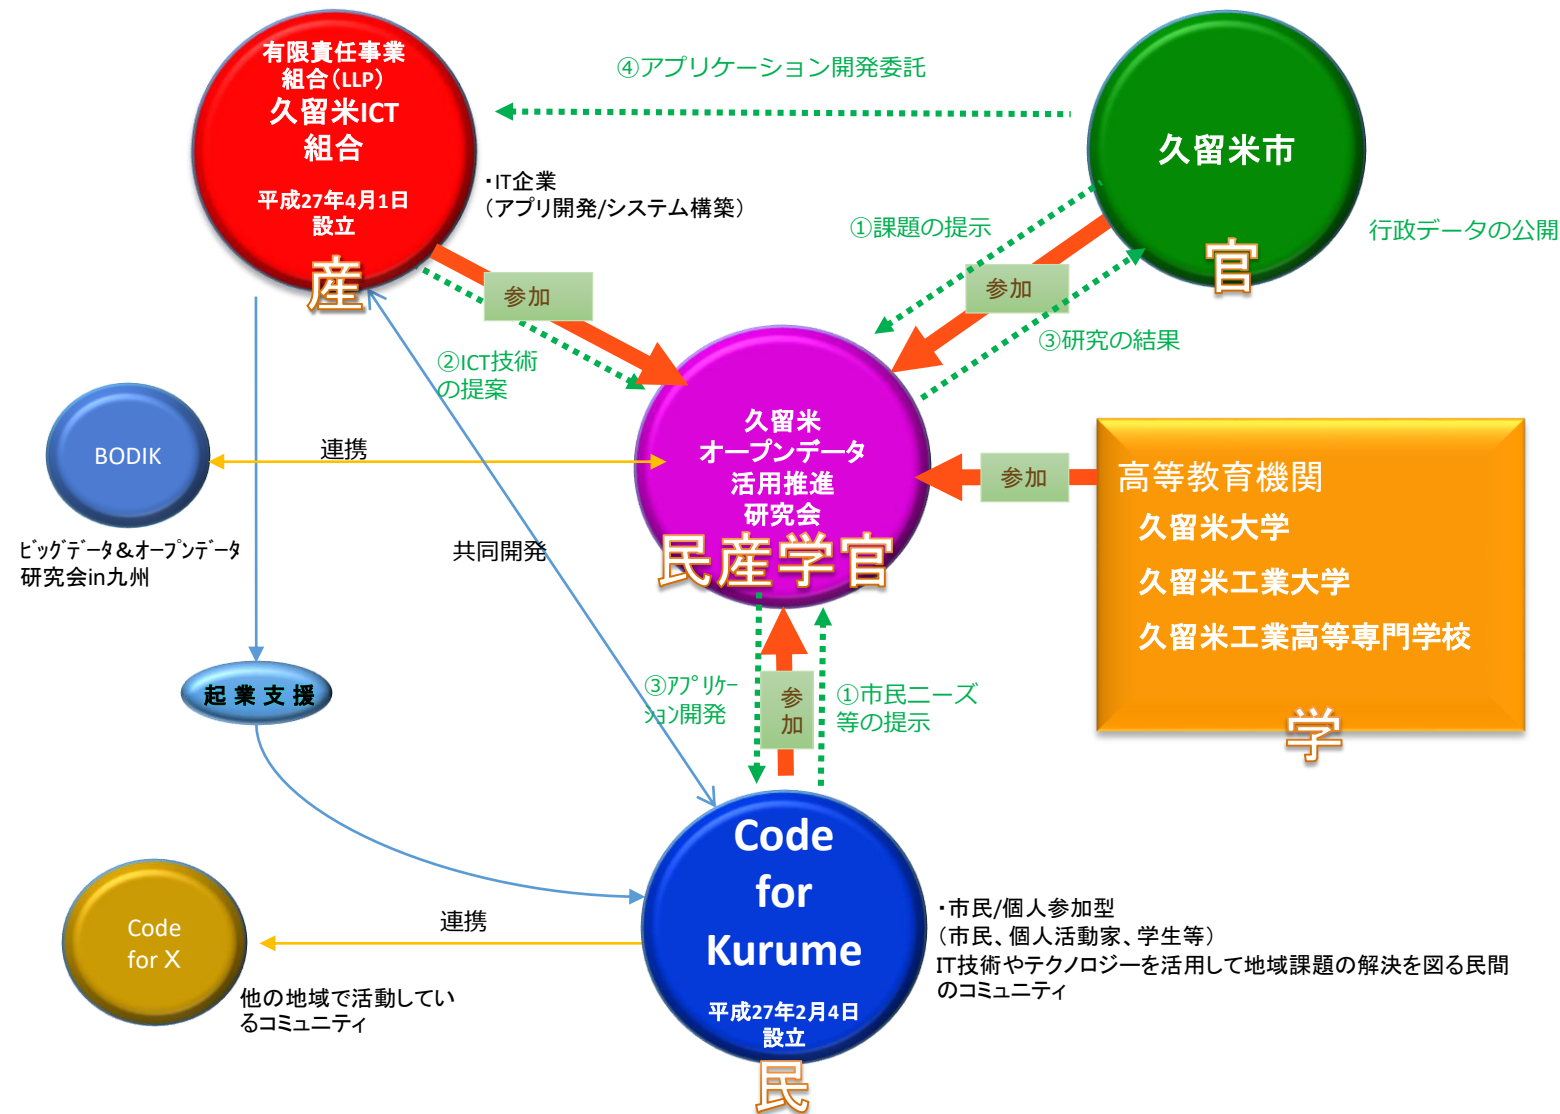 有限責任事業
組合（LLP）
久留米ICT
組合
平成27年4月1日
設立
産
④アプリケーション開発委託
久留米市
官
・IT企業
（アプリ開発/システム構築）
①課題の提示
行政データの公開
参加
参加
③研究の結果
②ICT技術
の提案
久留米
オープンデータ
活用推進
研究会
民産学官
BODIK
連携
ﾋﾞｯｸﾞﾃﾞｰﾀ＆ｵｰﾌﾟﾝﾃﾞｰﾀ
研究会in九州
共同開発
参加
高等教育機関
久留米大学
久留米工業大学
久留米工業高等専門学校
学
起業支援
③ｱﾌﾟﾘｹｰ
ｼｮﾝ開発
参
加
①市民ニーズ
等の提示
Code
for
Kurume
平成27年2月4日
設立
民
Code
for X
連携
他の地域で活動してい
るコミュニティ
・市民/個人参加型
（市民、個人活動家、学生等）
IT技術やテクノロジーを活用して地域課題の解決を図る民間
のコミュニティ